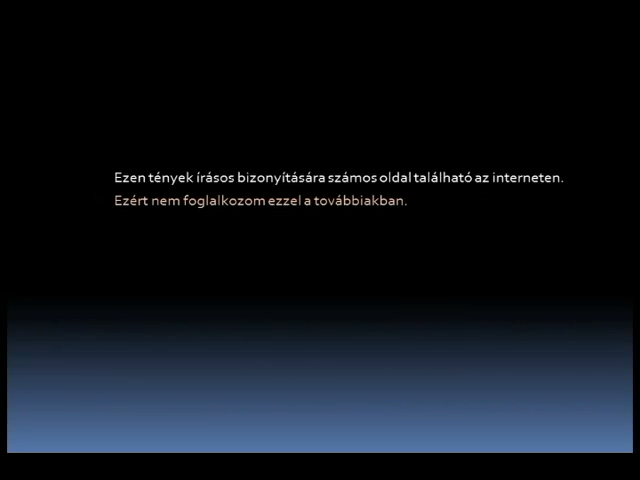 Ezen tények írásos bizonyítására számos oldal található az interneten.
Ezért nem foglalkozom ezzel a továbbiakban.